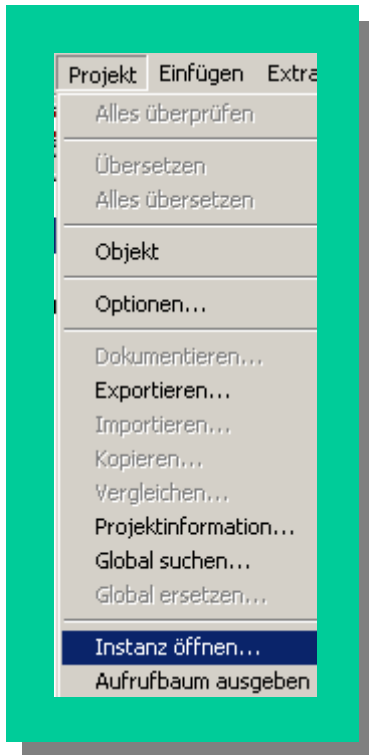 Projekt Einfügen Extra
Alles überprüfen
Übersetzen
Alles übersetzen
Objekt
Optionen...
Dokumentieren...
Exportieren...
Importieren...
Kopieren...
Vergleichen...
Projektinformation...
Global suchen...
Global ersetzen...
Instanz öffnen...
Aufrufbaum ausgeben